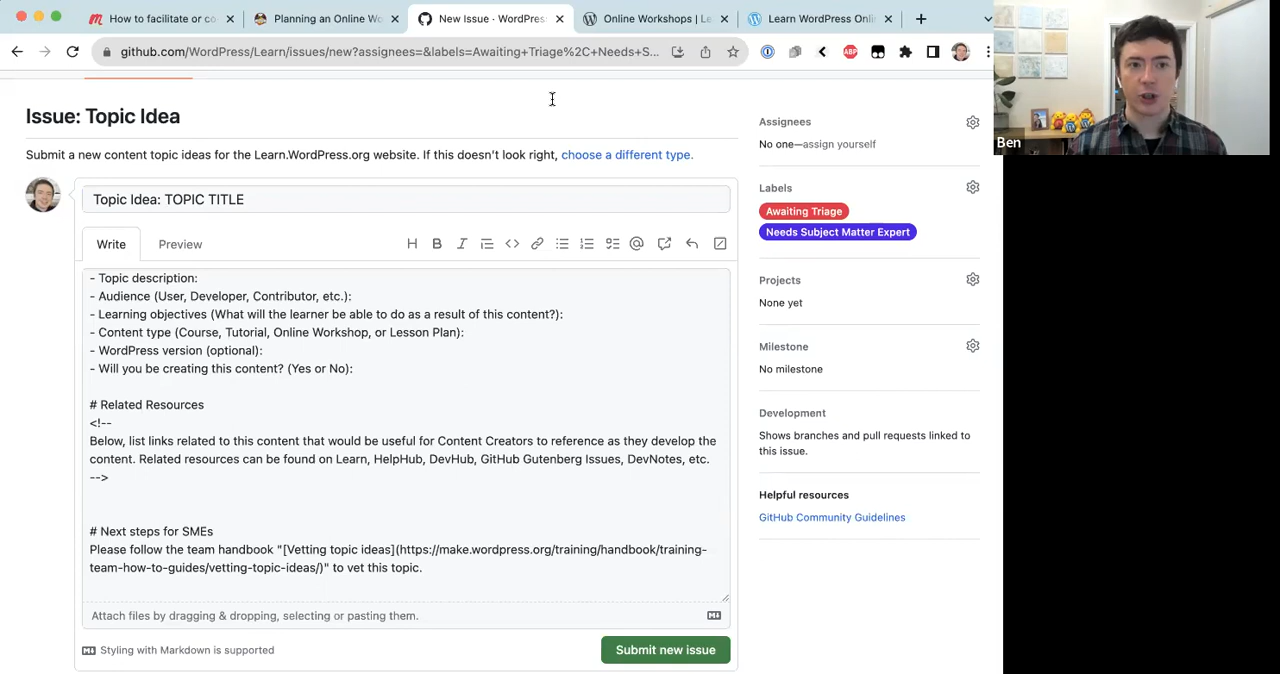 How to facilitate or co
Planning an Online Wo
New Issue · WordPres
Online Workshops | Le
Learn WordPress Onli
github.com/WordPress/Learn/issues/new?assignees=&labels=Awaiting+Triage%2C+Needs+S...
ABP
Ben
Issue: Topic Idea
Submit a new content topic ideas for the Learn.WordPress.org website. If this doesn't look right, choose a different type.
Topic Idea: TOPIC TITLE
Write
Preview
- Topic description:
- Audience (User, Developer, Contributor, etc.):
- Learning objectives (What will the learner be able to do as a result of this content?):
- Content type (Course, Tutorial, Online Workshop, or Lesson Plan):
- WordPress version (optional):
- Will you be creating this content? (Yes or No):
# Related Resources
<!--
Below, list links related to this content that would be useful for Content Creators to reference as they develop the
content. Related resources can be found on Learn, HelpHub, DevHub, GitHub Gutenberg Issues, DevNotes, etc.
-->
# Next steps for SMEs
Please follow the team handbook "[Vetting topic ideas](https://make.wordpress.org/training/handbook/training-
team-how-to-guides/vetting-topic-ideas/)" to vet this topic.
Attach files by dragging & dropping, selecting or pasting them.
Styling with Markdown is supported
Submit new issue
Assignees
No one—assign yourself
Labels
Awaiting Triage
Needs Subject Matter Expert
Projects
None yet
Milestone
No milestone
Development
Shows branches and pull requests linked to
this issue.
Helpful resources
GitHub Community Guidelines